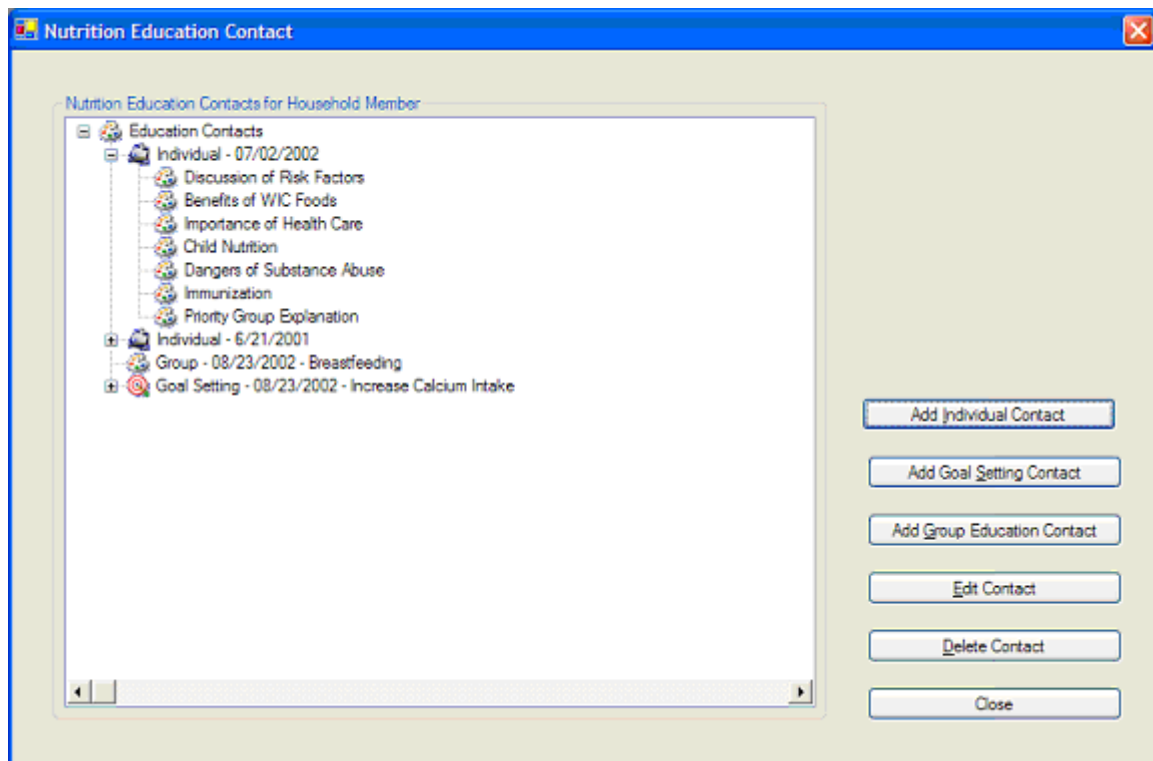 Nutrition Education Contact
Nutrition Education Contacts for Household Member
Education Contacts
Individual - 07/02/2002
Discussion of Risk Factors
Benefits of WIC Foods
Importance of Health Care
Child Nutrition
Dangers of Substance Abuse
Immunization
Priority Group Explanation
Individual - 6/21/2001
Group - 08/23/2002 - Breastfeeding
Goal Setting - 08/23/2002 - Increase Calcium Intake
Add Individual Contact
Add Goal Setting Contact
Add Group Education Contact
Edit Contact
Delete Contact
Close